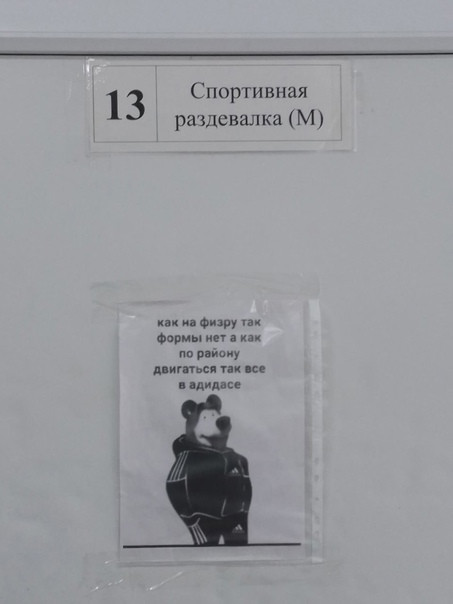 13
Спортивная
раздевалка (М)
как на физру так
формы нет а как
по району
двигаться так все
в адидасе